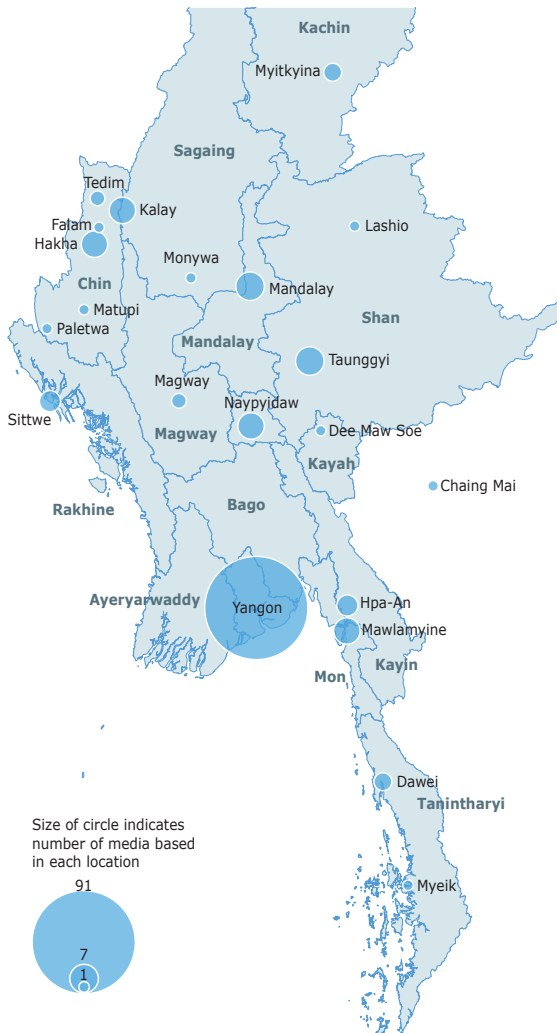 Kachin
Myitkyina
Sagaing
Tedim
Kalay
Falam
Lashio
Hakha
Monywa
Chin
Mandalay
Matupi
Shan
Paletwa
Mandalay
Taunggyi
Magway
Naypyidaw
Sittwe
Dee Maw Soe
Magway
Kayah
Chaing Mai
Rakhine
Bago
Ayeryarwaddy
Yangon
Hpa-An
Mawlamyine
Kayin
Mon
Dawei
Tanintharyi
Size of circle indicates
number of media based
in each location
91
Myeik
7
1